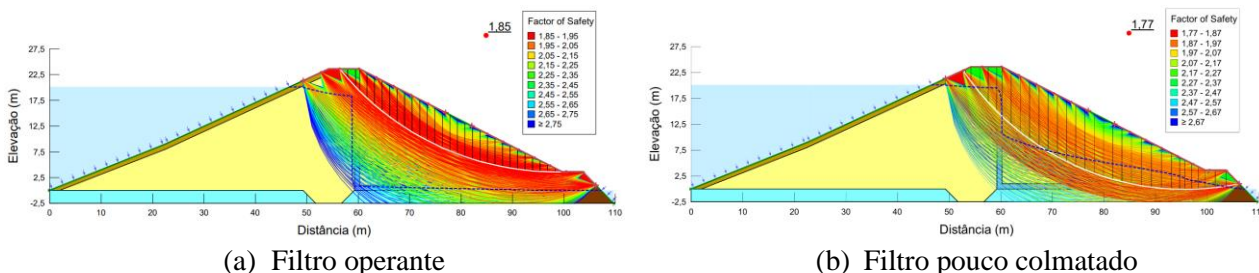 1,85
Factor of Safety
1,85 - 1,95
1,95 - 2,05
2,05 - 2,15
2,15 - 2,25
2,25 - 2,35
2,35 - 2,45
2,45 - 2,55
2,55 - 2,65
2,65 - 2,75
≥ 2,75
Elevação (m)
27,5
22,5
17,5
12,5
7,5
2,5
-2,5
0 10 20 30 40 50 60 70 80 90 100 110
Distância (m)
(a) Filtro operante
1,77
Factor of Safety
1,77 - 1,87
1,87 - 1,97
1,97 - 2,07
2,07 - 2,17
2,17 - 2,27
2,27 - 2,37
2,37 - 2,47
2,47 - 2,57
2,57 - 2,67
≥ 2,67
Elevação (m)
27,5
22,5
17,5
12,5
7,5
2,5
-2,5
0 10 20 30 40 50 60 70 80 90 100 110
Distância (m)
(b) Filtro pouco colmatado